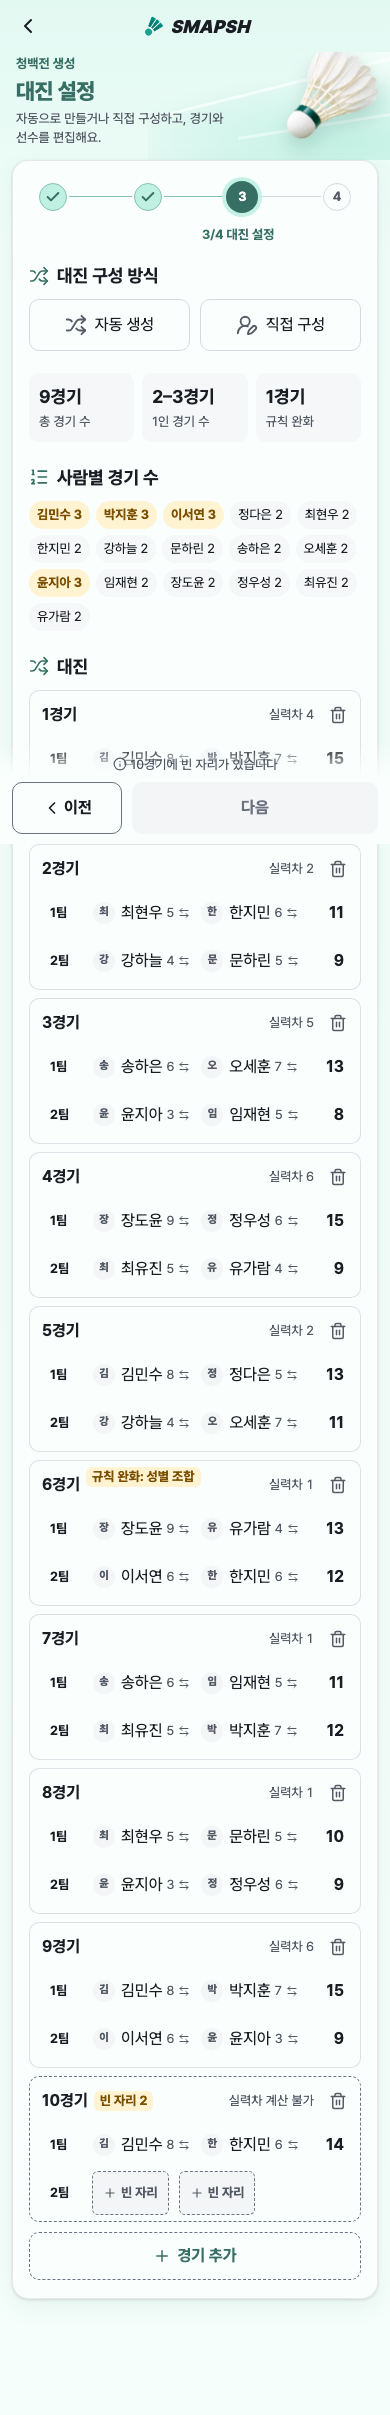 SMAPSH
청백전 생성
대진 설정
자동으로 만들거나 직접 구성하고, 경기와
선수를 편집해요.
3
4
3/4 대진 설정
대진 구성 방식
자동 생성
직접 구성
9경기
2–3경기
1경기
총 경기 수
1인 경기 수
규칙 완화
사람별 경기 수
김민수 3 박지훈 3 이서연 3 정다은 2 최현우 2
한지민 2 강하늘 2 문하린 2 송하은 2 오세훈 2
윤지아 3 임재현 2 장도윤 2 정우성 2 최유진 2
유가람 2
대진
1경기 실력차 4
1팀 김 김민수 8 박 박지훈 7 15
10경기에 빈 자리가 있습니다
이전
다음
2경기 실력차 2
1팀 최 최현우 5 한 한지민 6 11
2팀 강 강하늘 4 문 문하린 5 9
3경기 실력차 5
1팀 송 송하은 6 오 오세훈 7 13
2팀 윤 윤지아 3 임 임재현 5 8
4경기 실력차 6
1팀 장 장도윤 9 정 정우성 6 15
2팀 최 최유진 5 유 유가람 4 9
5경기 실력차 2
1팀 김 김민수 8 정 정다은 5 13
2팀 강 강하늘 4 오 오세훈 7 11
6경기 규칙 완화: 성별 조합 실력차 1
1팀 장 장도윤 9 유 유가람 4 13
2팀 이 이서연 6 한 한지민 6 12
7경기 실력차 1
1팀 송 송하은 6 임 임재현 5 11
2팀 최 최유진 5 박 박지훈 7 12
8경기 실력차 1
1팀 최 최현우 5 문 문하린 5 10
2팀 윤 윤지아 3 정 정우성 6 9
9경기 실력차 6
1팀 김 김민수 8 박 박지훈 7 15
2팀 이 이서연 6 윤 윤지아 3 9
10경기 빈 자리 2 실력차 계산 불가
1팀 김 김민수 8 한 한지민 6 14
2팀 + 빈 자리 + 빈 자리
+ 경기 추가